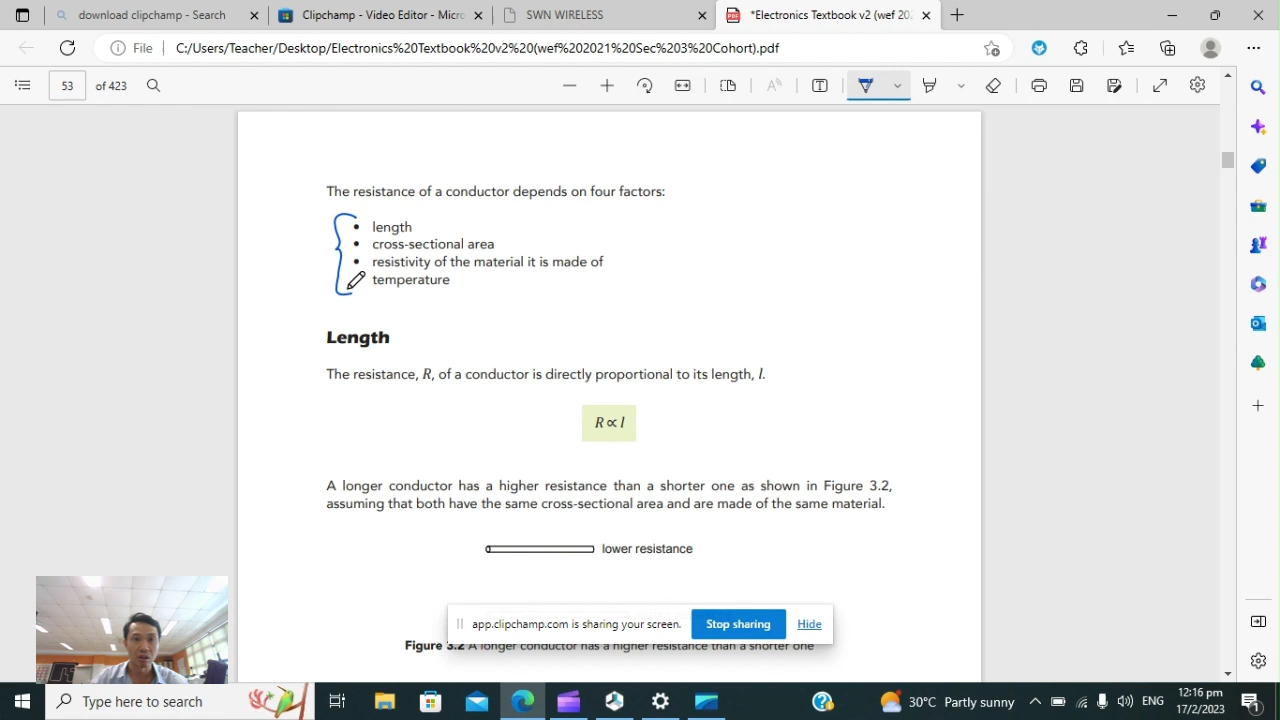 download clipchamp - Search
Clipchamp - Video Editor - Micro
SWN WIRELESS
*Electronics Textbook v2 (wef 202
File
C:/Users/Teacher/Desktop/Electronics%20Textbook%20v2%20(wef%202021%20Sec%203%20Cohort).pdf
53 of 423
The resistance of a conductor depends on four factors:
• length
• cross-sectional area
• resistivity of the material it is made of
temperature
Length
The resistance, R, of a conductor is directly proportional to its length, l.
R ∝ l
A longer conductor has a higher resistance than a shorter one as shown in Figure 3.2,
assuming that both have the same cross-sectional area and are made of the same material.
lower resistance
app.clipchamp.com is sharing your screen. Stop sharing Hide
Figure 3.2 A longer conductor has a higher resistance than a shorter one
Type here to search
30°C Partly sunny
ENG
12:16 pm
17/2/2023
1